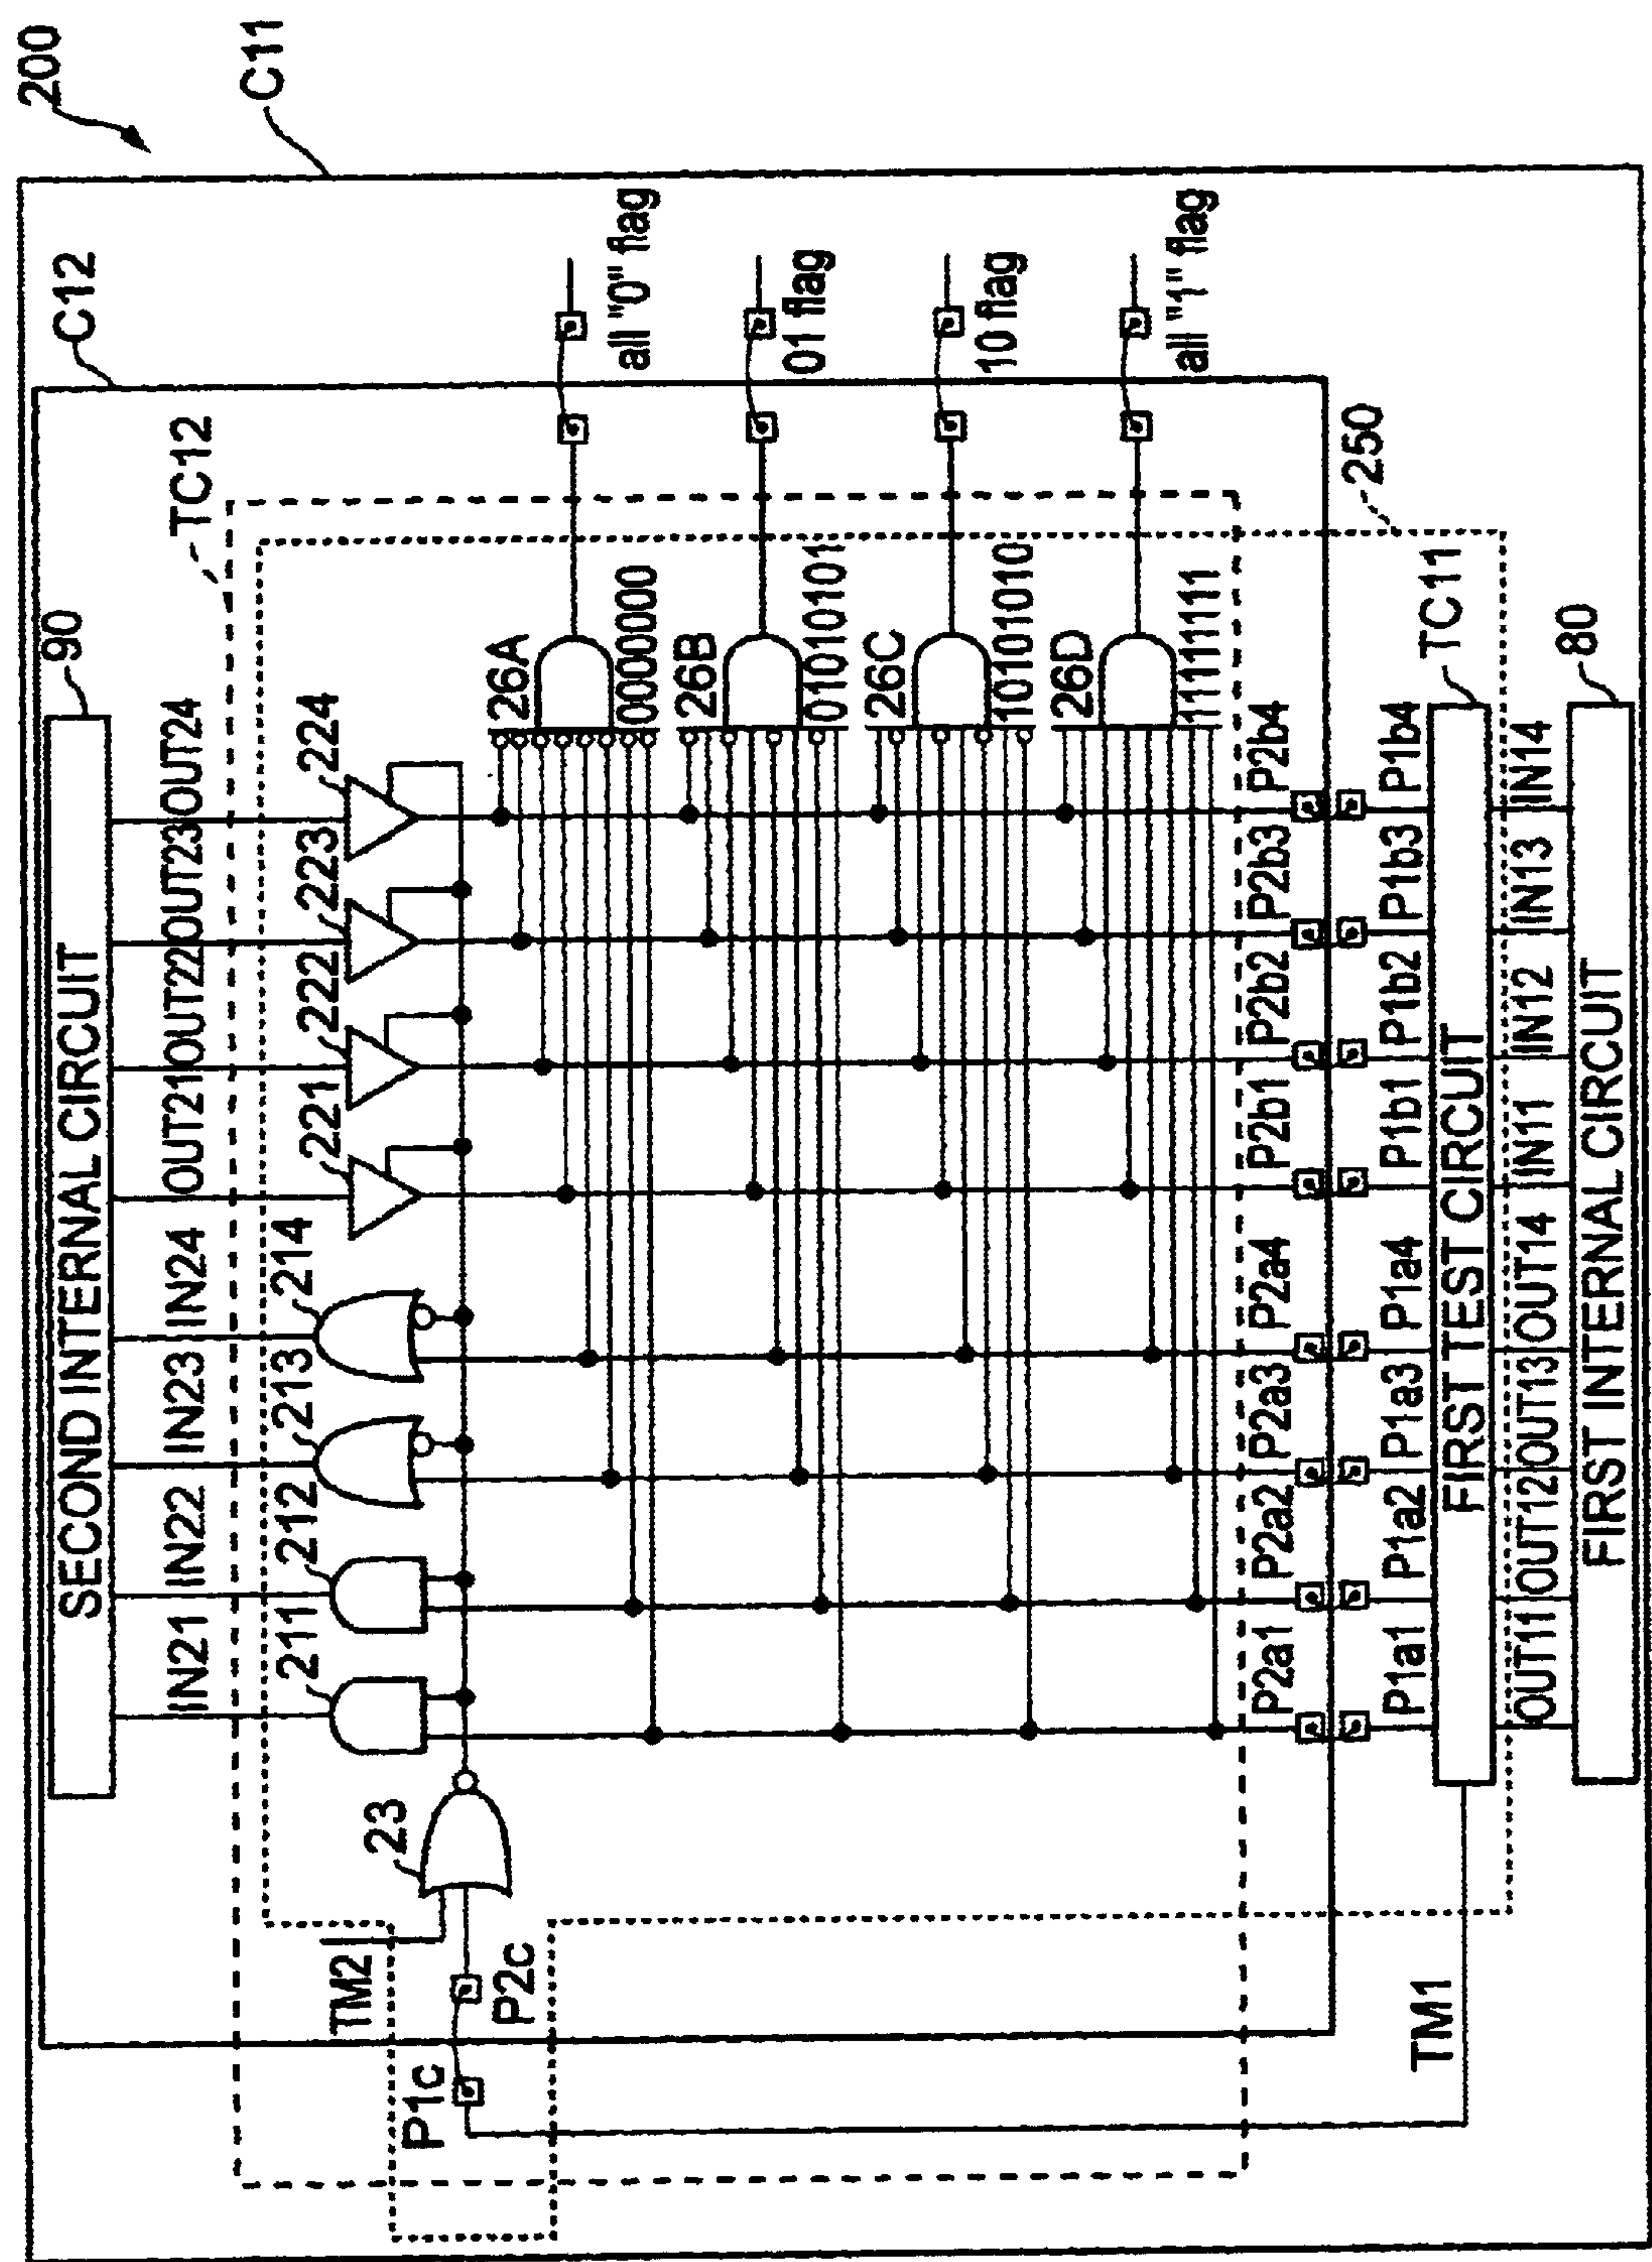 200
C11
C12
TC12
90
SECOND INTERNAL CIRCUIT
IN21 IN22 IN23 IN24 OUT21 OUT22 OUT23 OUT24
211 212 213 214 221 222 223 224
23
TM2
P1c
P2c
26A
0000000
all "0" flag
26B
01010101
01 flag
26C
10101010
10 flag
26D
11111111
all "1" flag
250
P2a1 P2a2 P2a3 P2a4 P2b1 P2b2 P2b3 P2b4
P1a1 P1a2 P1a3 P1a4 P1b1 P1b2 P1b3 P1b4
TC11
FIRST TEST CIRCUIT
TM1
OUT11 OUT12 OUT13 OUT14 IN11 IN12 IN13 IN14
80
FIRST INTERNAL CIRCUIT